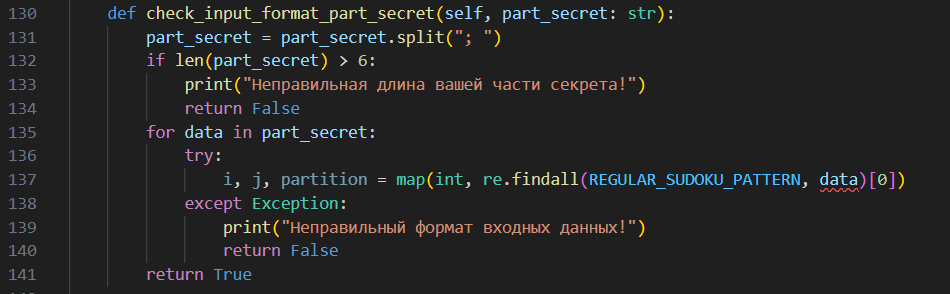 130 def check_input_format_part_secret(self, part_secret: str):
131 part_secret = part_secret.split("; ")
132 if len(part_secret) > 6:
133 print("Неправильная длина вашей части секрета!")
134 return False
135 for data in part_secret:
136 try:
137 i, j, partition = map(int, re.findall(REGULAR_SUDOKU_PATTERN, data)[0])
138 except Exception:
139 print("Неправильный формат входных данных!")
140 return False
141 return True